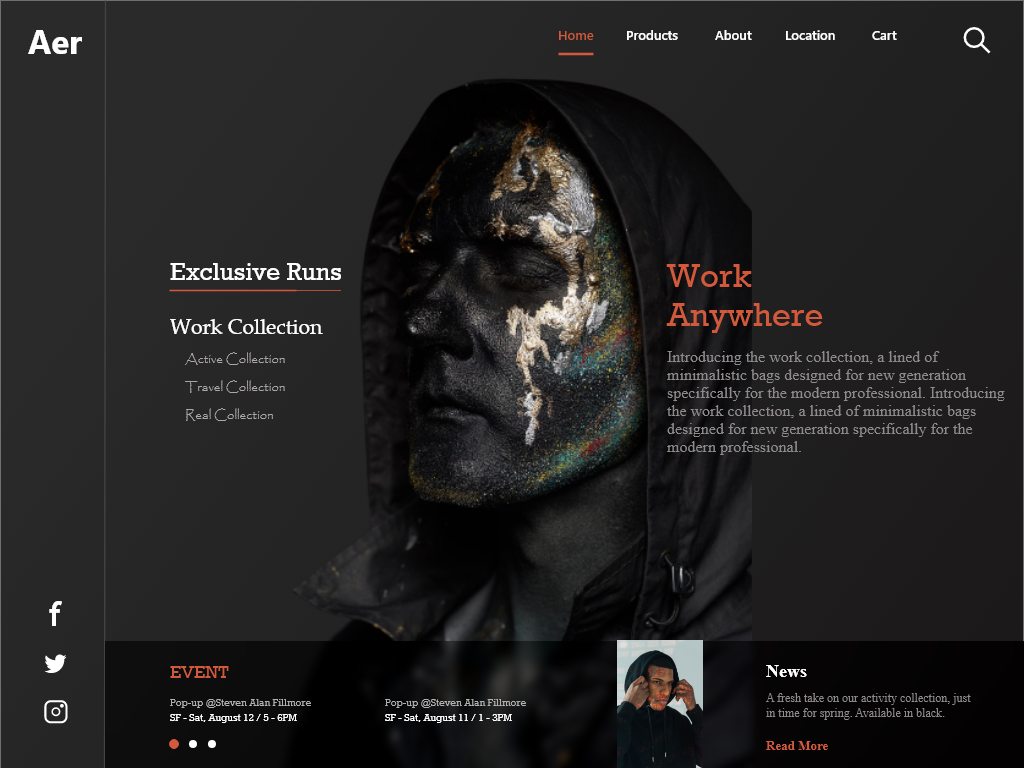 Aer
Home
Products
About
Location
Cart
Exclusive Runs
Work Collection
Active Collection
Travel Collection
Real Collection
Work
Anywhere
Introducing the work collection, a lined of
minimalistic bags designed for new generation
specifically for the modern professional. Introducing
the work collection, a lined of minimalistic bags
designed for new generation specifically for the
modern professional.
EVENT
Pop-up @Steven Alan Fillmore
SF - Sat, August 12 / 5 - 6PM
Pop-up @Steven Alan Fillmore
SF - Sat, August 11 / 1 - 3PM
News
A fresh take on our activity collection, just
in time for spring. Available in black.
Read More